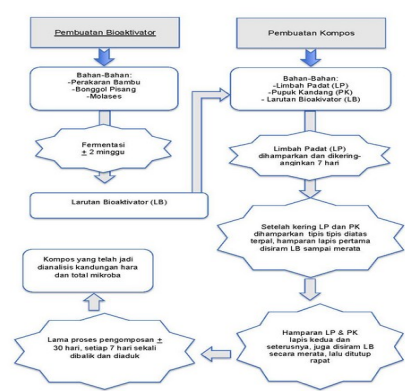 Pembuatan Bioaktivator
Bahan-Bahan:
-Perakaran Bambu
-Bonggol Pisang
-Molases
Fermentasi
+ 2 minggu
Larutan Bioaktivator (LB)
Pembuatan Kompos
Bahan-Bahan:
-Limbah Padat (LP)
-Pupuk Kandang (PK)
- Larutan Bioakivator (LB)
Limbah Padat (LP)
dihamparkan dan dikering-
anginkan 7 hari
Setelah kering LP dan PK
dihamparkan tipis tipis diatas
terpal, hamparan lapis pertama
disiram LB sampai merata
Hamparan LP & PK
lapis kedua dan
seterusnya, juga disiram LB
secara merata, lalu ditutup
rapat
Lama proses pengomposan +
30 hari, setiap 7 hari sekali
dibalik dan diaduk
Kompos yang telah jadi
dianalisis kandungan hara
dan total mikroba